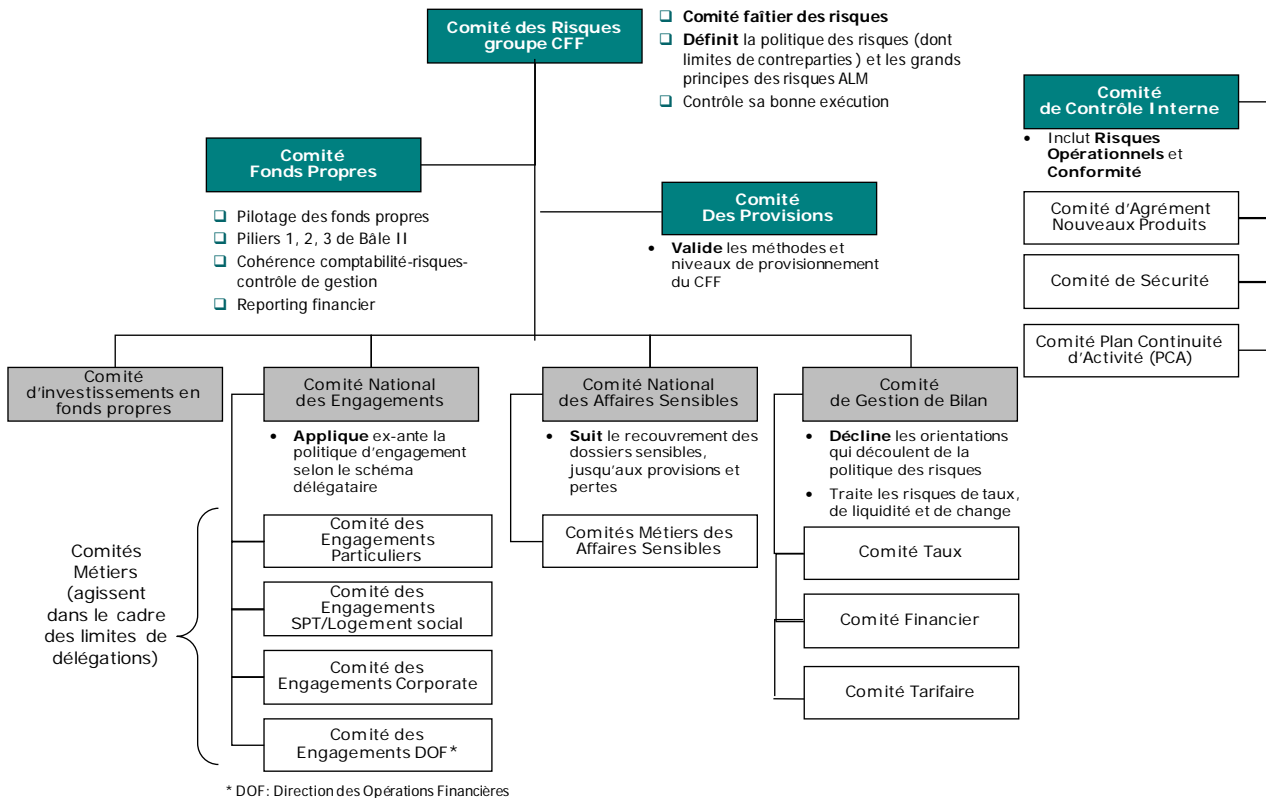 Comité des Risques
groupe CFF
❑ Comité faîtier des risques
❑ Définit la politique des risques (dont
limites de contreparties) et les grands
principes des risques ALM
❑ Contrôle sa bonne exécution
Comité
de Contrôle Interne
• Inclut Risques
Opérationnels et
Conformité
Comité d'Agrément
Nouveaux Produits
Comité de Sécurité
Comité Plan Continuité
d'Activité (PCA)
Comité
Fonds Propres
❑ Pilotage des fonds propres
❑ Piliers 1, 2, 3 de Bâle II
❑ Cohérence comptabilité-risques-
contrôle de gestion
❑ Reporting financier
Comité
Des Provisions
• Valide les méthodes et
niveaux de provisionnement
du CFF
Comité
d'investissements en
fonds propres
Comité National
des Engagements
• Applique ex-ante la
politique d'engagement
selon le schéma
délégataire
Comités
Métiers
(agissent
dans le cadre
des limites de
délégations)
Comité des
Engagements
Particuliers
Comité des
Engagements
SPT/Logement social
Comité des
Engagements Corporate
Comité des
Engagements DOF*
Comité National
des Affaires Sensibles
• Suit le recouvrement des
dossiers sensibles,
jusqu'aux provisions et
pertes
Comités Métiers des
Affaires Sensibles
Comité
de Gestion de Bilan
• Décline les orientations
qui découlent de la
politique des risques
• Traite les risques de taux,
de liquidité et de change
Comité Taux
Comité Financier
Comité Tarifaire
* DOF: Direction des Opérations Financières